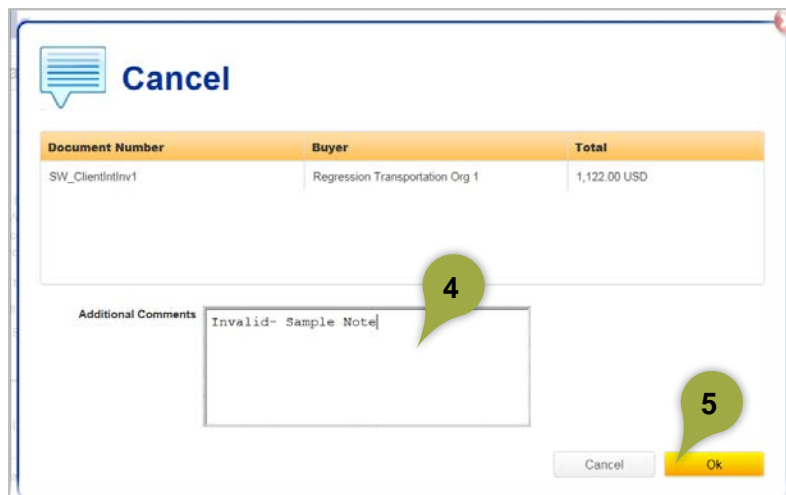 Cancel
Document Number Buyer Total
SW_ClientIntInv1 Regression Transportation Org 1 1,122.00 USD
4
Additional Comments
Invalid- Sample Note
5
Cancel Ok